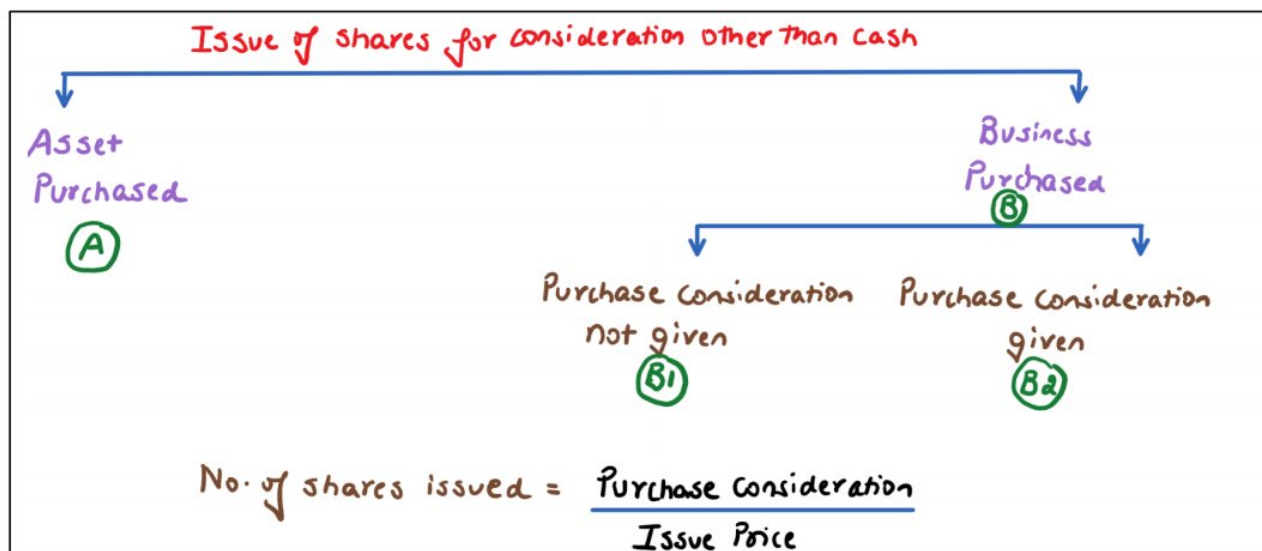 Issue of shares for consideration other than cash
Asset
Purchased
A
Business
Purchased
B
Purchase consideration
not given
B1
Purchase consideration
given
B2
No. of shares issued = Purchase Consideration
Issue Price